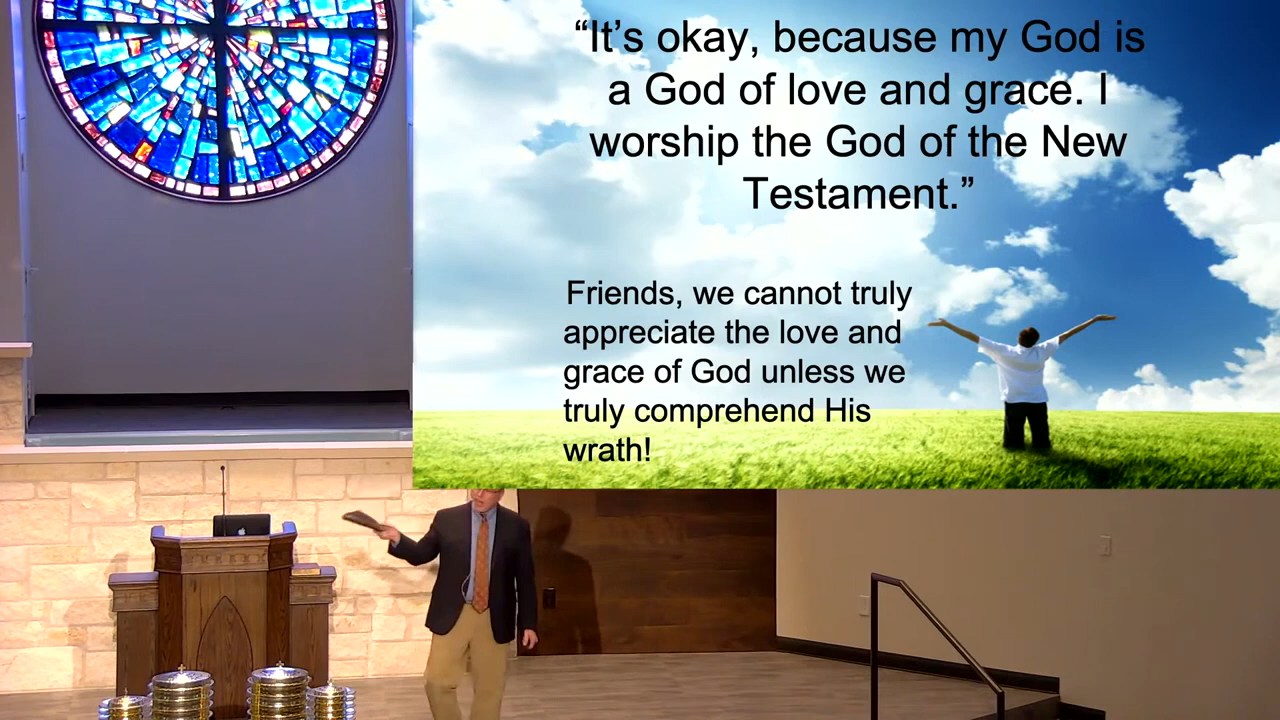 “It’s okay, because my God is
a God of love and grace. I
worship the God of the New
Testament.”
Friends, we cannot truly
appreciate the love and
grace of God unless we
truly comprehend His
wrath!